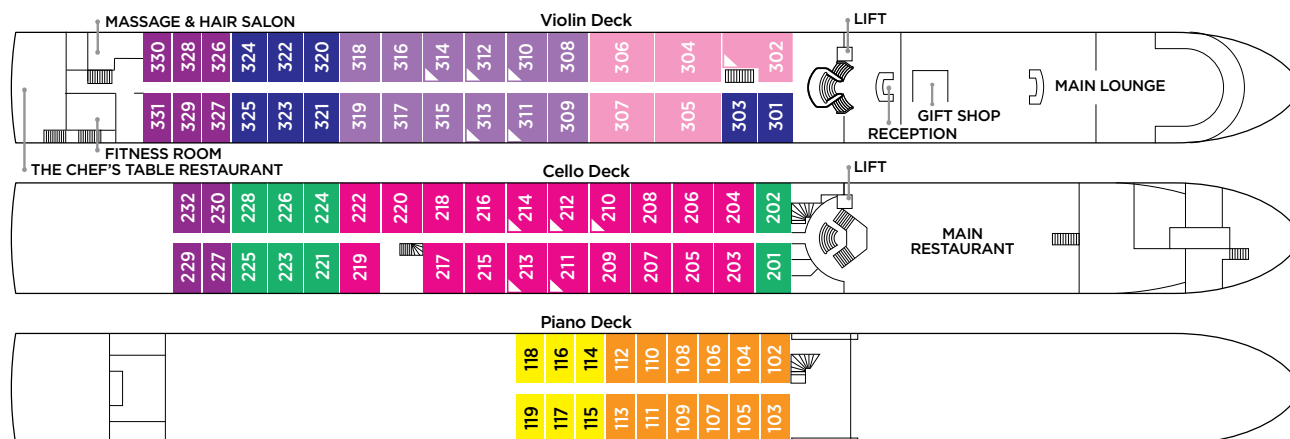 Violin Deck
MASSAGE & HAIR SALON
LIFT
330 328 326 324 322 320 318 316 314 312 310 308 306 304 302
MAIN LOUNGE
331 329 327 325 323 321 319 317 315 313 311 309 307 305 303 301
GIFT SHOP
RECEPTION
FITNESS ROOM
THE CHEF'S TABLE RESTAURANT
Cello Deck
LIFT
232 230 228 226 224 222 220 218 216 214 212 210 208 206 204 202
MAIN
RESTAURANT
229 227 225 223 221 219 217 215 213 211 209 207 205 203 201
Piano Deck
118 116 114 112 110 108 106 104 102
119 117 115 113 111 109 107 105 103